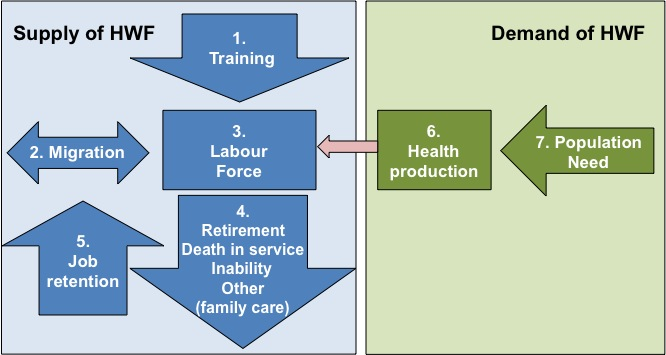 Supply of HWF
Demand of HWF
1.
Training
2. Migration
3.
Labour
Force
6.
Health
production
7. Population
Need
4.
Retirement
Death in service
Inability
Other
(family care)
5.
Job
retention